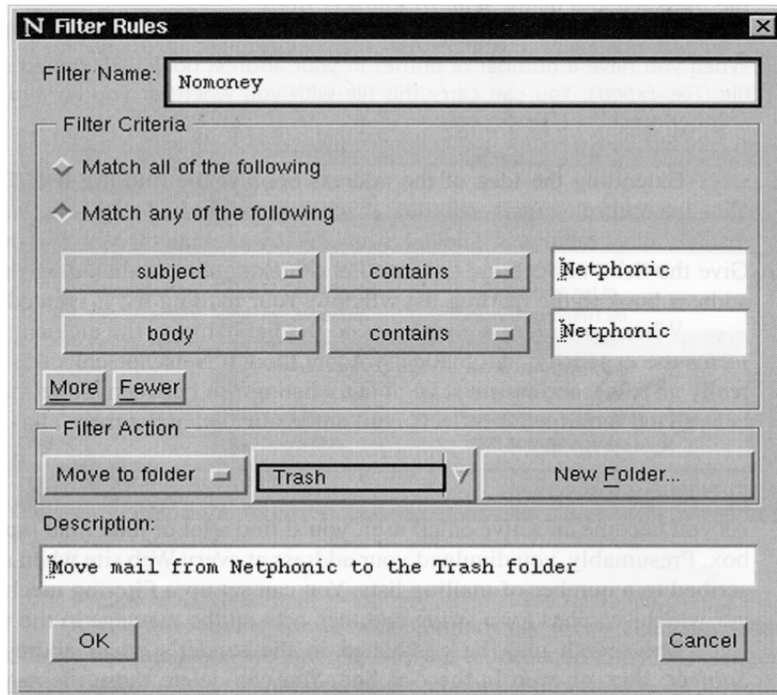 N Filter Rules
Filter Name: Nomoney
Filter Criteria
Match all of the following
Match any of the following
subject contains Netphonic
body contains Netphonic
More Fewer
Filter Action
Move to folder Trash New Folder...
Description:
Move mail from Netphonic to the Trash folder
OK Cancel